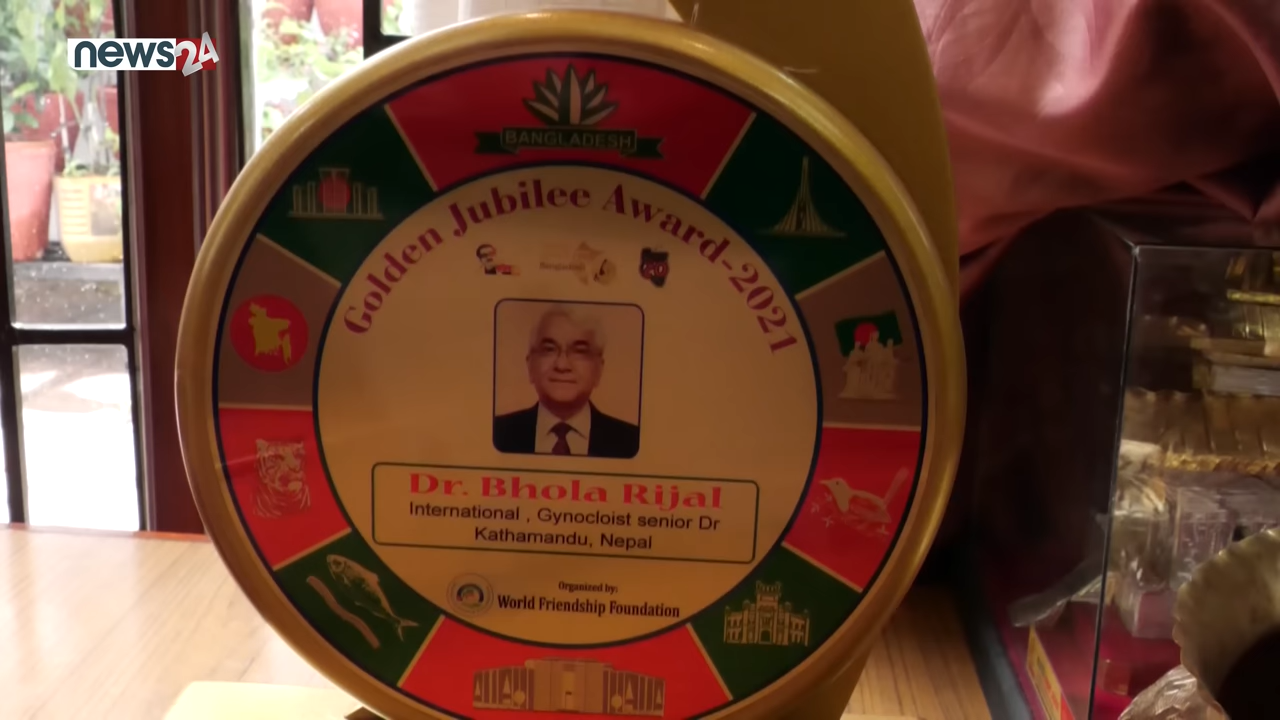 news24
BANGLADESH
Golden Jubilee Award-2021
Dr. Bhola Rijal
International , Gynocloist senior Dr
Kathamandu, Nepal
Organized by:
World Friendship Foundation